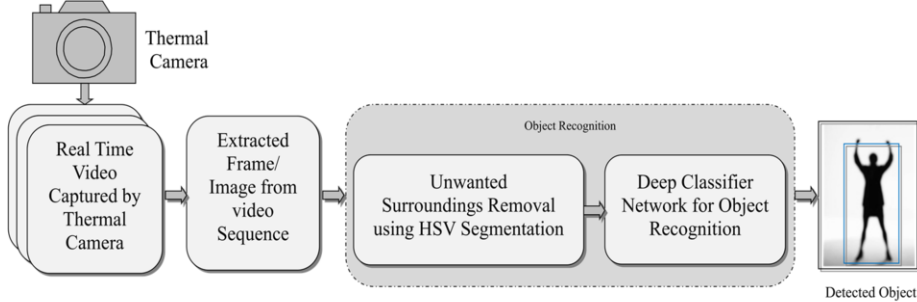 Thermal
Camera
Real Time
Video
Captured by
Thermal
Camera
Extracted
Frame/
Image from
video
Sequence
Object Recognition
Unwanted
Surroundings Removal
using HSV Segmentation
Deep Classifier
Network for Object
Recognition
Detected Object